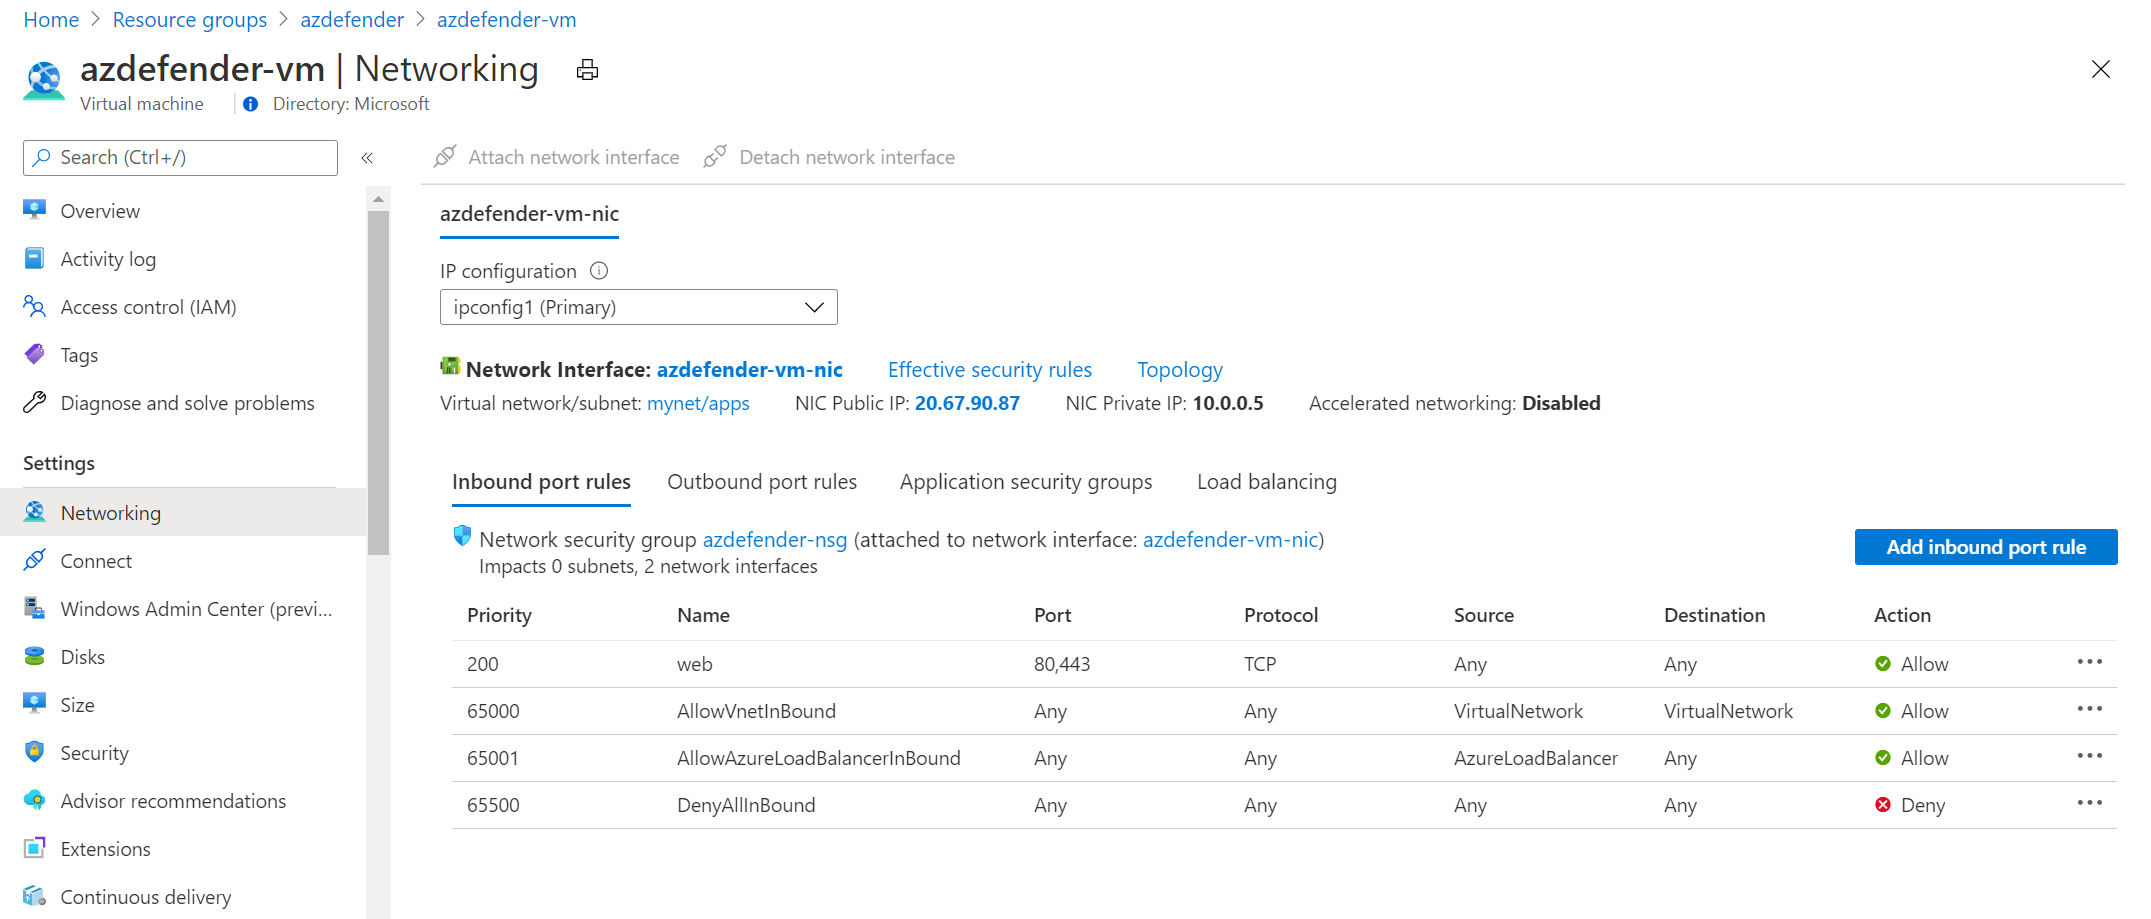 Home > Resource groups > azdefender > azdefender-vm
azdefender-vm | Networking
Virtual machine
Directory: Microsoft
Search (Ctrl+/)
«
Overview
Activity log
Access control (IAM)
Tags
Diagnose and solve problems
Settings
Networking
Connect
Windows Admin Center (previ...
Disks
Size
Security
Advisor recommendations
Extensions
Continuous delivery
Attach network interface
Detach network interface
azdefender-vm-nic
IP configuration
ipconfig1 (Primary)
Network Interface: azdefender-vm-nic Effective security rules Topology
Virtual network/subnet: mynet/apps NIC Public IP: 20.67.90.87 NIC Private IP: 10.0.0.5 Accelerated networking: Disabled
Inbound port rules Outbound port rules Application security groups Load balancing
Network security group azdefender-nsg (attached to network interface: azdefender-vm-nic)
Impacts 0 subnets, 2 network interfaces
Add inbound port rule
Priority Name Port Protocol Source Destination Action
200 web 80,443 TCP Any Any Allow
65000 AllowVnetInBound Any Any VirtualNetwork VirtualNetwork Allow
65001 AllowAzureLoadBalancerInBound Any Any AzureLoadBalancer Any Allow
65500 DenyAllInBound Any Any Any Any Deny